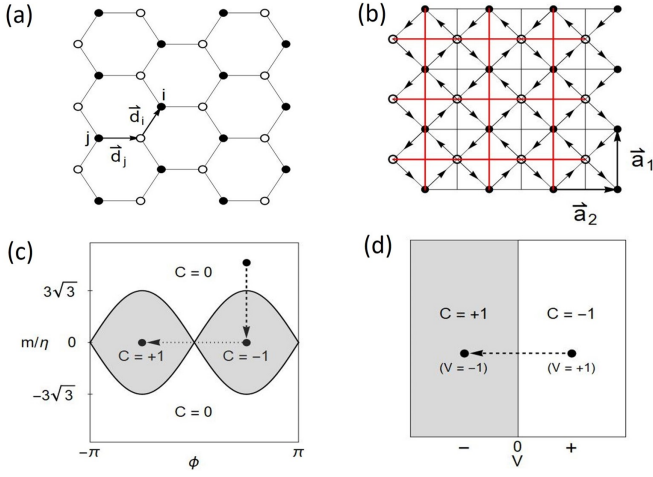 (a)
i
j
d⃗ᵢ
d⃗ⱼ
(b)
a⃗₁
a⃗₂
(c)
C = 0
3√3
m/η 0
C = +1 C = −1
−3√3
C = 0
−π π
ϕ
(d)
C = +1 C = −1
(V = −1) (V = +1)
− 0 +
V